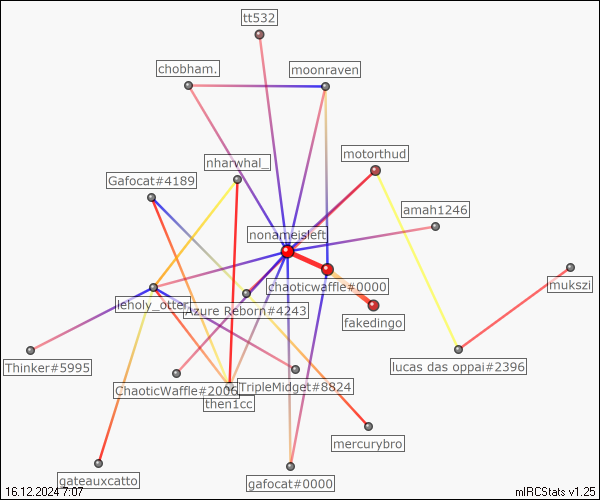 tt532
chobham.
moonraven
nharwhal_
motorthud
Gafocat#4189
amah1246
nonameisleft
mukszi
chaoticwaffle#0000
leholy_otter
Azure Reborn#4243
fakedingo
Thinker#5995
lucas das oppai#2396
ChaoticWaffle#2006
TripleMidget#8824
then1cc
mercurybro
gateauxcatto
gafocat#0000
16.12.2024 7:07
mIRCStats v1.25